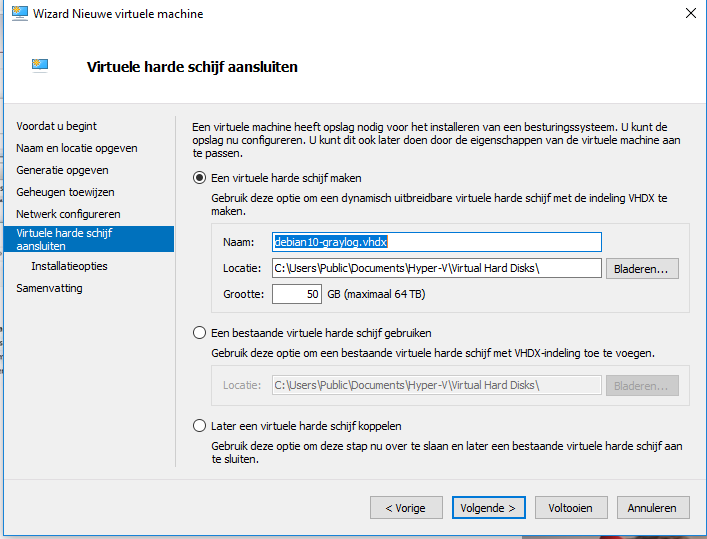 Wizard Nieuwe virtuele machine
Virtuele harde schijf aansluiten
Voordat u begint
Naam en locatie opgeven
Generatie opgeven
Geheugen toewijzen
Netwerk configureren
Virtuele harde schijf
aansluiten
Installatieopties
Samenvatting
Een virtuele machine heeft opslag nodig voor het installeren van een besturingssysteem. U kunt de
opslag nu configureren. U kunt dit ook later doen door de eigenschappen van de virtuele machine aan
te passen.
Een virtuele harde schijf maken
Gebruik deze optie om een dynamisch uitbreidbare virtuele harde schijf met de indeling VHDX te
maken.
Naam: debian10-graylog.vhdx
Locatie: C:\Users\Public\Documents\Hyper-V\Virtual Hard Disks\ Bladeren...
Grootte: 50 GB (maximaal 64 TB)
Een bestaande virtuele harde schijf gebruiken
Gebruik deze optie om een bestaande virtuele harde schijf met VHDX-indeling toe te voegen.
Locatie: C:\Users\Public\Documents\Hyper-V\Virtual Hard Disks\ Bladeren...
Later een virtuele harde schijf koppelen
Gebruik deze optie om deze stap nu over te slaan en later een bestaande virtuele harde schijf aan
te sluiten.
< Vorige Volgende > Voltooien Annuleren